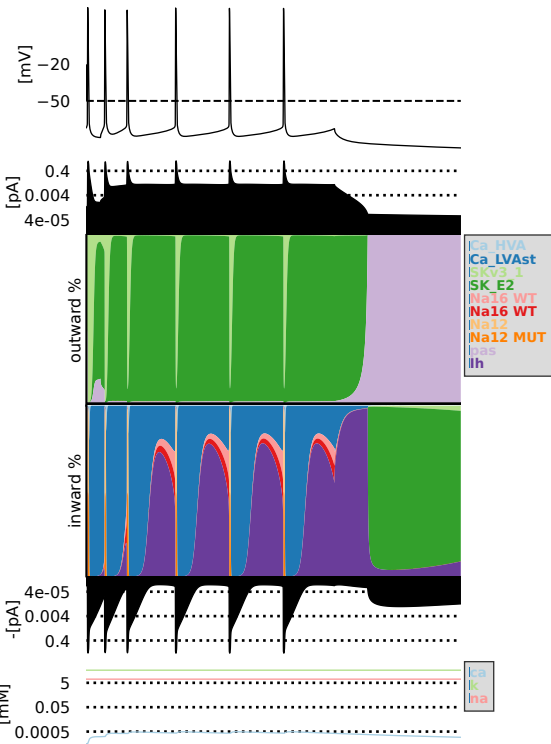 [mV]
−20
−50
[pA]
0.4
0.004
4e-05
outward %
Ca_HVA
Ca_LVAst
SKv3_1
SK_E2
Na16 WT
Na16 WT
Na12
Na12 MUT
pas
Ih
inward %
-[pA]
4e-05
0.004
0.4
ca
k
na
[mM]
5
0.05
0.0005